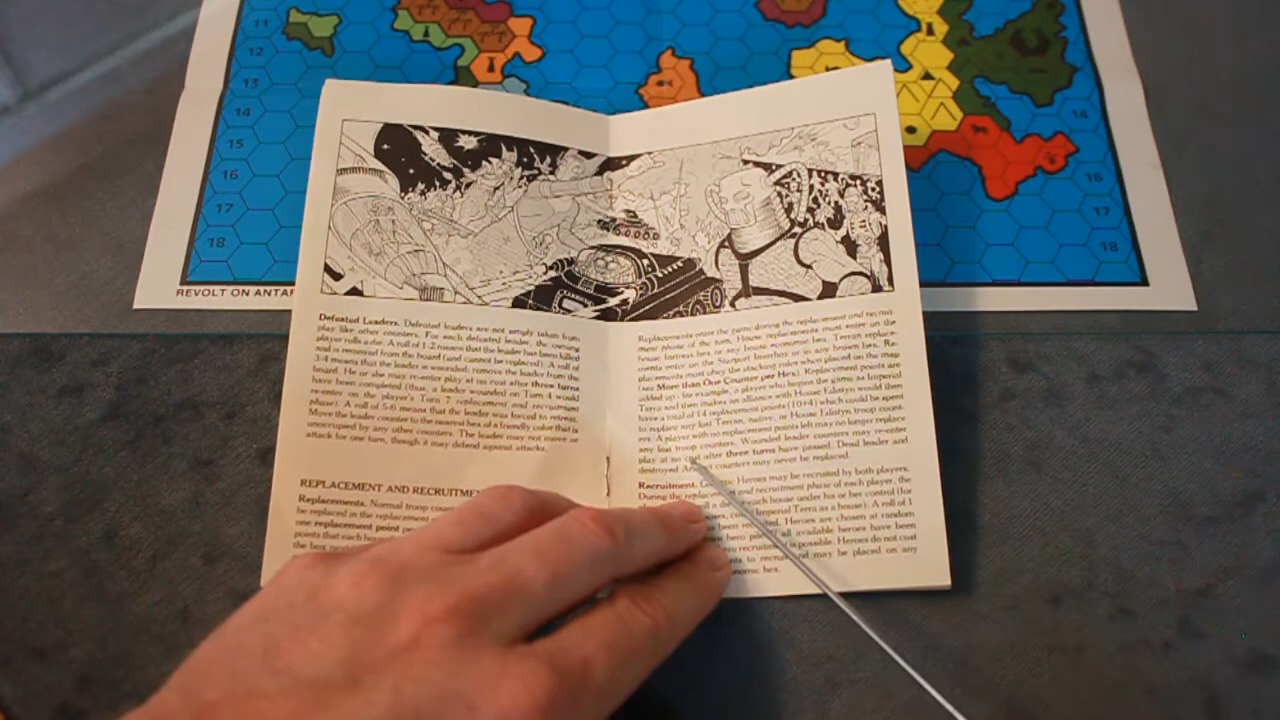 11
12
13
14
15
16
17
18
14
16
17
18
REVOLT ON ANTAR
Defeated Leaders. Defeated leaders are not simply taken from
play like other counters. For each defeated leader, the owning
player rolls a die. A roll of 1-2 means that the leader has been killed
and is removed from the board (and cannot be replaced). A roll of
3-4 means that the leader is wounded; remove the leader from the
board. He or she may re-enter play at no cost after three turns
have been completed (thus, a leader wounded on Turn 4 would
re-enter on the player's Turn 7 replacement and recruitment
phase). A roll of 5-6 means that the leader was forced to retreat.
Move the leader counter to the nearest hex of a friendly color that is
unoccupied by any other counters. The leader may not move or
attack for one turn, though it may defend against attacks.
REPLACEMENT AND RECRUITME
Replacements. Normal troop cou
be replaced in the replacement
one replacement point pe
points that each hou
the box
Replacements enter the game during the replacement and recruit-
ment phase of the turn. House replacements must enter on the
house fortress hex or any house economic hex. Terran replace-
ments enter on the Starport hex or in any brown hex. Re-
placements must obey the stacking rules when placed on the map
(see More than One Counter per Hex). Replacement points are
added up - for example, a player who begins the game as Imperial
Terra and then makes an alliance with House Edistyn would then
have a total of 14 replacement points (10+4) which could be spent
to replace any lost Terran, native, or House Edistyn troop count-
ers. A player with no replacement points left may no longer replace
any lost troop counters. Wounded leader counters may re-enter
play at no cost after three turns have passed. Dead leader and
destroyed counters may never be replaced.
Recruitment. Heroes may be recruited by both players.
During the replacement and recruitment phase of each player, the
roll a die for each house under his or her control (for
Imperial Terra as a house). A roll of 1
been recruited. Heroes are chosen at random
hero all available heroes have been
recruitment is possible. Heroes do not cost
to recruit and may be placed on any
hex.